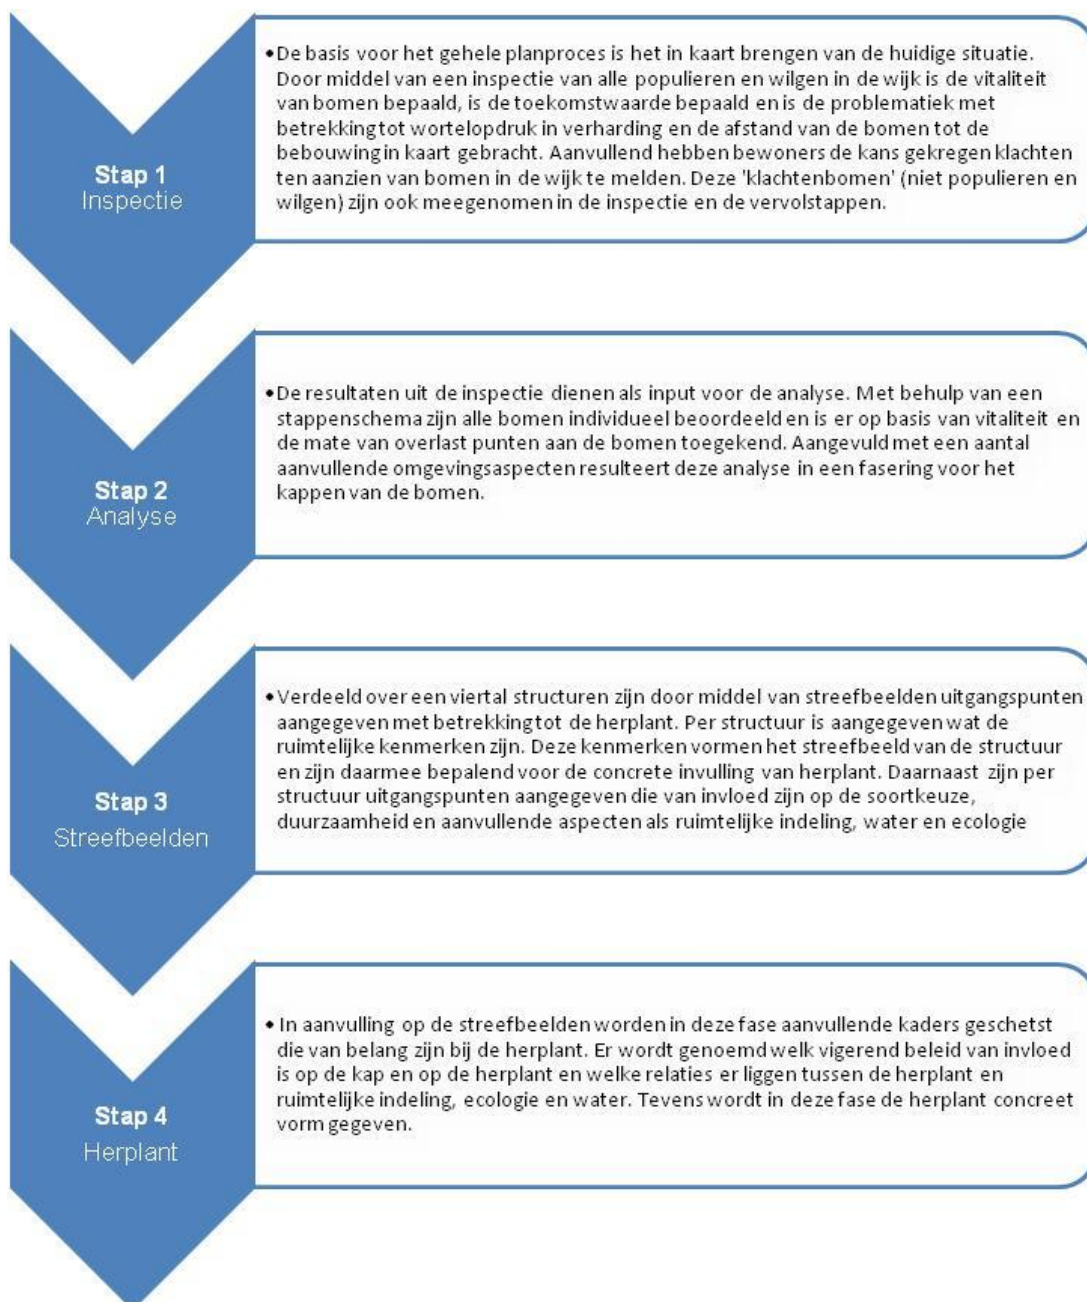 Stap 1
Inspectie
•De basis voor het gehele planproces is het in kaart brengen van de huidige situatie.
Door middel van een inspectie van alle populieren en wilgen in de wijk is de vitaliteit
van bomen bepaald, is de toekomstwaarde bepaald en is de problematiek met
betrekking tot wortelopdruk in verharding en de afstand van de bomen tot de
bebouwing in kaart gebracht. Aanvullend hebben bewoners de kans gekregen klachten
ten aanzien van bomen in de wijk te melden. Deze 'klachtenbomen' (niet populieren en
wilgen) zijn ook meegenomen in de inspectie en de vervolstappen.
Stap 2
Analyse
•De resultaten uit de inspectie dienen als input voor de analyse. Met behulp van een
stappenschema zijn alle bomen individueel beoordeeld en is er op basis van vitaliteit en
de mate van overlast punten aan de bomen toegekend. Aangevuld met een aantal
aanvullende omgevingsaspecten resulteert deze analyse in een fasering voor het
kappen van de bomen.
Stap 3
Streefbeelden
•Verdeeld over een viertal structuren zijn door middel van streefbeelden uitgangspunten
aangegeven met betrekking tot de herplant. Per structuur is aangegeven wat de
ruimtelijke kenmerken zijn. Deze kenmerken vormen het streefbeeld van de structuur
en zijn daarmee bepalend voor de concrete invulling van herplant. Daarnaast zijn per
structuur uitgangspunten aangegeven die van invloed zijn op de soortkeuze,
duurzaamheid en aanvullende aspecten als ruimtelijke indeling, water en ecologie
Stap 4
Herplant
• In aanvulling op de streefbeelden worden in deze fase aanvullende kaders geschetst
die van belang zijn bij de herplant. Er wordt genoemd welk vigerend beleid van invloed
is op de kap en op de herplant en welke relaties er liggen tussen de herplant en
ruimtelijke indeling, ecologie en water. Tevens wordt in deze fase de herplant concreet
vorm gegeven.